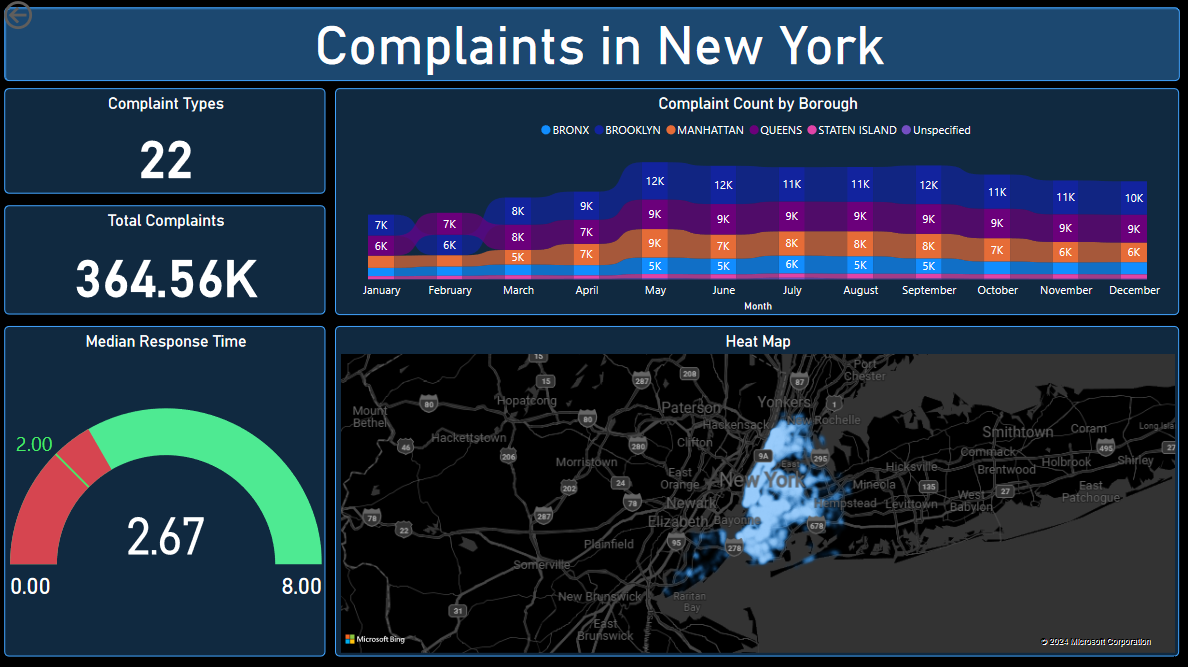 Complaints in New York
Complaint Types
22
Total Complaints
364.56K
Median Response Time
2.00
2.67
0.00
8.00
Complaint Count by Borough
BRONX BROOKLYN MANHATTAN QUEENS STATEN ISLAND Unspecified
7K 7K 8K 9K 12K 12K 11K 11K 12K 11K 11K 10K
6K 6K 8K 7K 9K 9K 9K 9K 9K 9K 9K 9K
5K 7K 9K 7K 8K 8K 8K 7K 6K 6K
5K 5K 6K 5K 5K
January February March April May June July August September October November December
Month
Heat Map
15
Port
Chester
208
287
15
87
80
Hopatcong
Yonkers
1
Mount
Bethel
Paterson
80
New Rochelle
Hackensack
Smithtown
Coram
Hackettstown
46
280
Clifton
495
27
206
9A
295
Commack
Holbrook
Shirley
Morristown
East
Orange
New York
Hicksville
Brentwood
24
202
Mineola
135
27
East
Patchogue
78
Newark
Hempstead
Levittown
West
Babylon
78
287
Elizabeth
Bayonne
678
22
95
278
Plainfield
Somerville
New Brunswick
Raritan
Bay
31
East
Brunswick
Microsoft Bing
© 2024 Microsoft Corporation